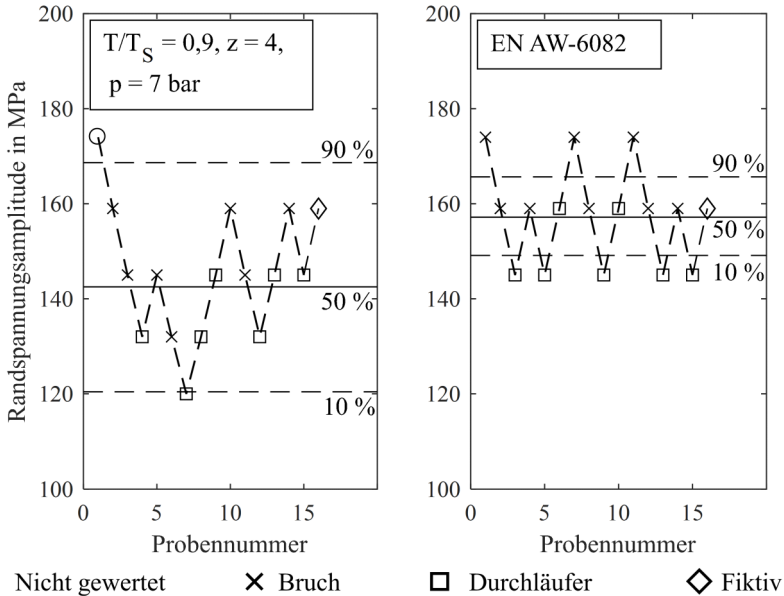 Randspannungsamplitude in MPa
200
180
160
140
120
100
T/T_S = 0,9, z = 4,
p = 7 bar
90 %
50 %
10 %
0 5 10 15
Probennummer
200
180
160
140
120
100
EN AW-6082
90 %
50 %
10 %
0 5 10 15
Probennummer
Nicht gewertet Bruch Durchläufer Fiktiv